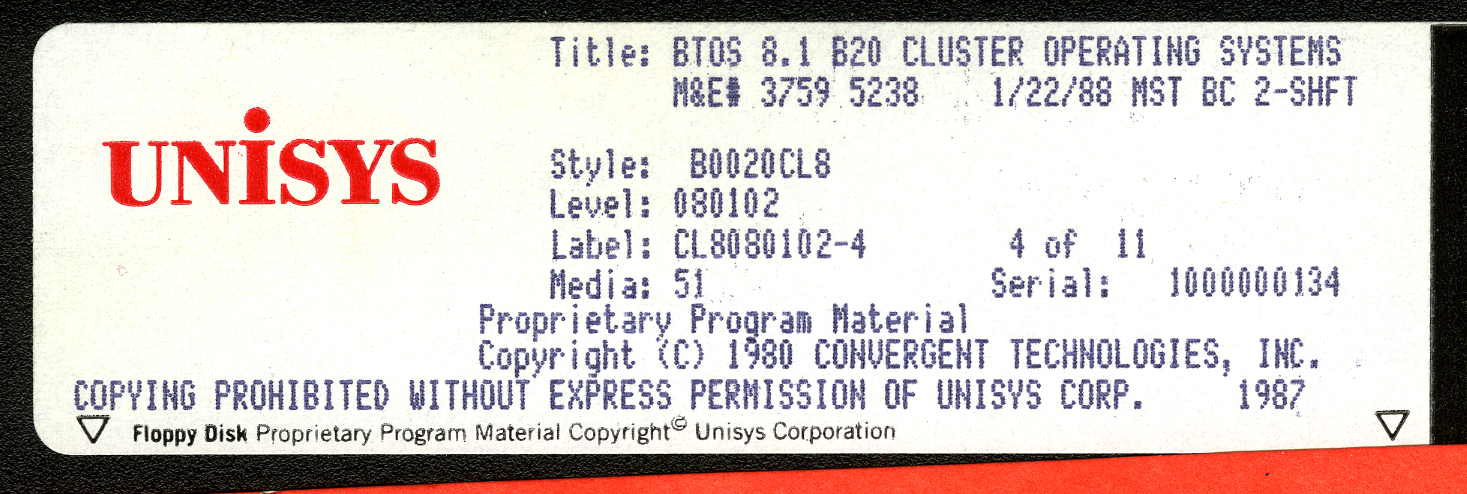 Title: BTOS 8.1 B20 CLUSTER OPERATING SYSTEMS
M&E# 3759 5238 1/22/88 MST BC 2-SHFT
UNiSYS
Style: B0020CL8
Level: 080102
Label: CL8080102-4 4 of 11
Media: 51 Serial: 1000000134
Proprietary Program Material
Copyright (C) 1980 CONVERGENT TECHNOLOGIES, INC.
COPYING PROHIBITED WITHOUT EXPRESS PERMISSION OF UNISYS CORP. 1987
Floppy Disk Proprietary Program Material Copyright© Unisys Corporation